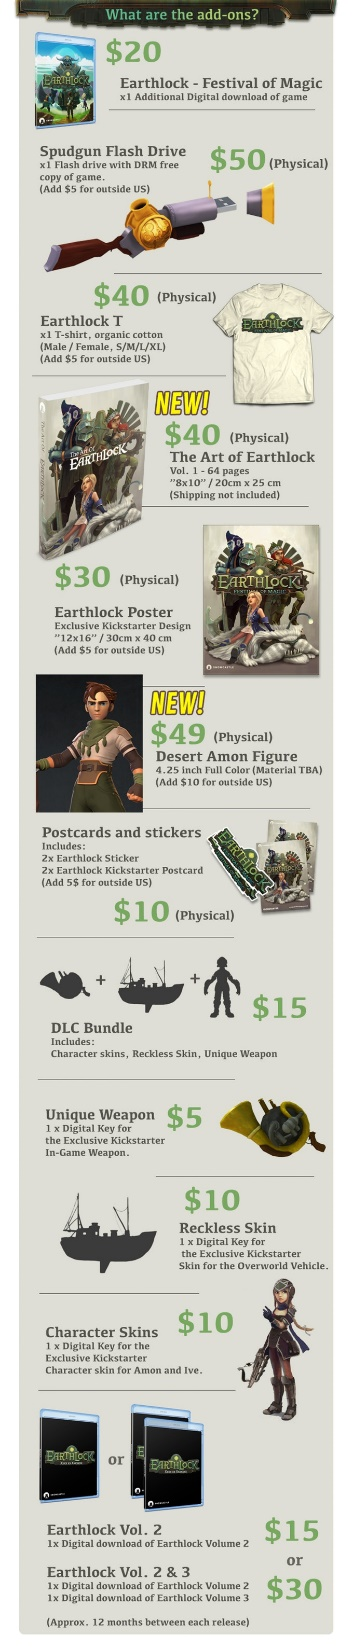 What are the add-ons?
$20
Earthlock - Festival of Magic
x1 Additional Digital download of game
Spudgun Flash Drive
x1 Flash drive with DRM free
copy of game.
(Add $5 for outside US)
$50 (Physical)
$40 (Physical)
Earthlock T
x1 T-shirt, organic cotton
(Male / Female, S/M/L/XL)
(Add $5 for outside US)
EARTHLOCK
NEW!
$40 (Physical)
The Art of Earthlock
Vol. 1 - 64 pages
"8x10" / 20cm x 25 cm
(Shipping not included)
The Art of
EARTHLOCK
$30 (Physical)
Earthlock Poster
Exclusive Kickstarter Design
"12x16" / 30cm x 40 cm
(Add $5 for outside US)
EARTHLOCK
FESTIVAL OF MAGIC
NEW!
$49 (Physical)
Desert Amon Figure
4.25 inch Full Color (Material TBA)
(Add $10 for outside US)
Postcards and stickers
Includes:
2x Earthlock Sticker
2x Earthlock Kickstarter Postcard
(Add 5$ for outside US)
$10 (Physical)
+
+
$15
DLC Bundle
Includes:
Character skins, Reckless Skin, Unique Weapon
Unique Weapon
1 x Digital Key for
the Exclusive Kickstarter
In-Game Weapon.
$5
$10
Reckless Skin
1 x Digital Key for
the Exclusive Kickstarter
Skin for the Overworld Vehicle.
Character Skins
1 x Digital Key for the
Exclusive Kickstarter
Character skin for Amon and Ive.
$10
EARTHLOCK
or
EARTHLOCK
Earthlock Vol. 2
1x Digital download of Earthlock Volume 2
Earthlock Vol. 2 & 3
1x Digital download of Earthlock Volume 2
1x Digital download of Earthlock Volume 3
$15
or
$30
(Approx. 12 months between each release)